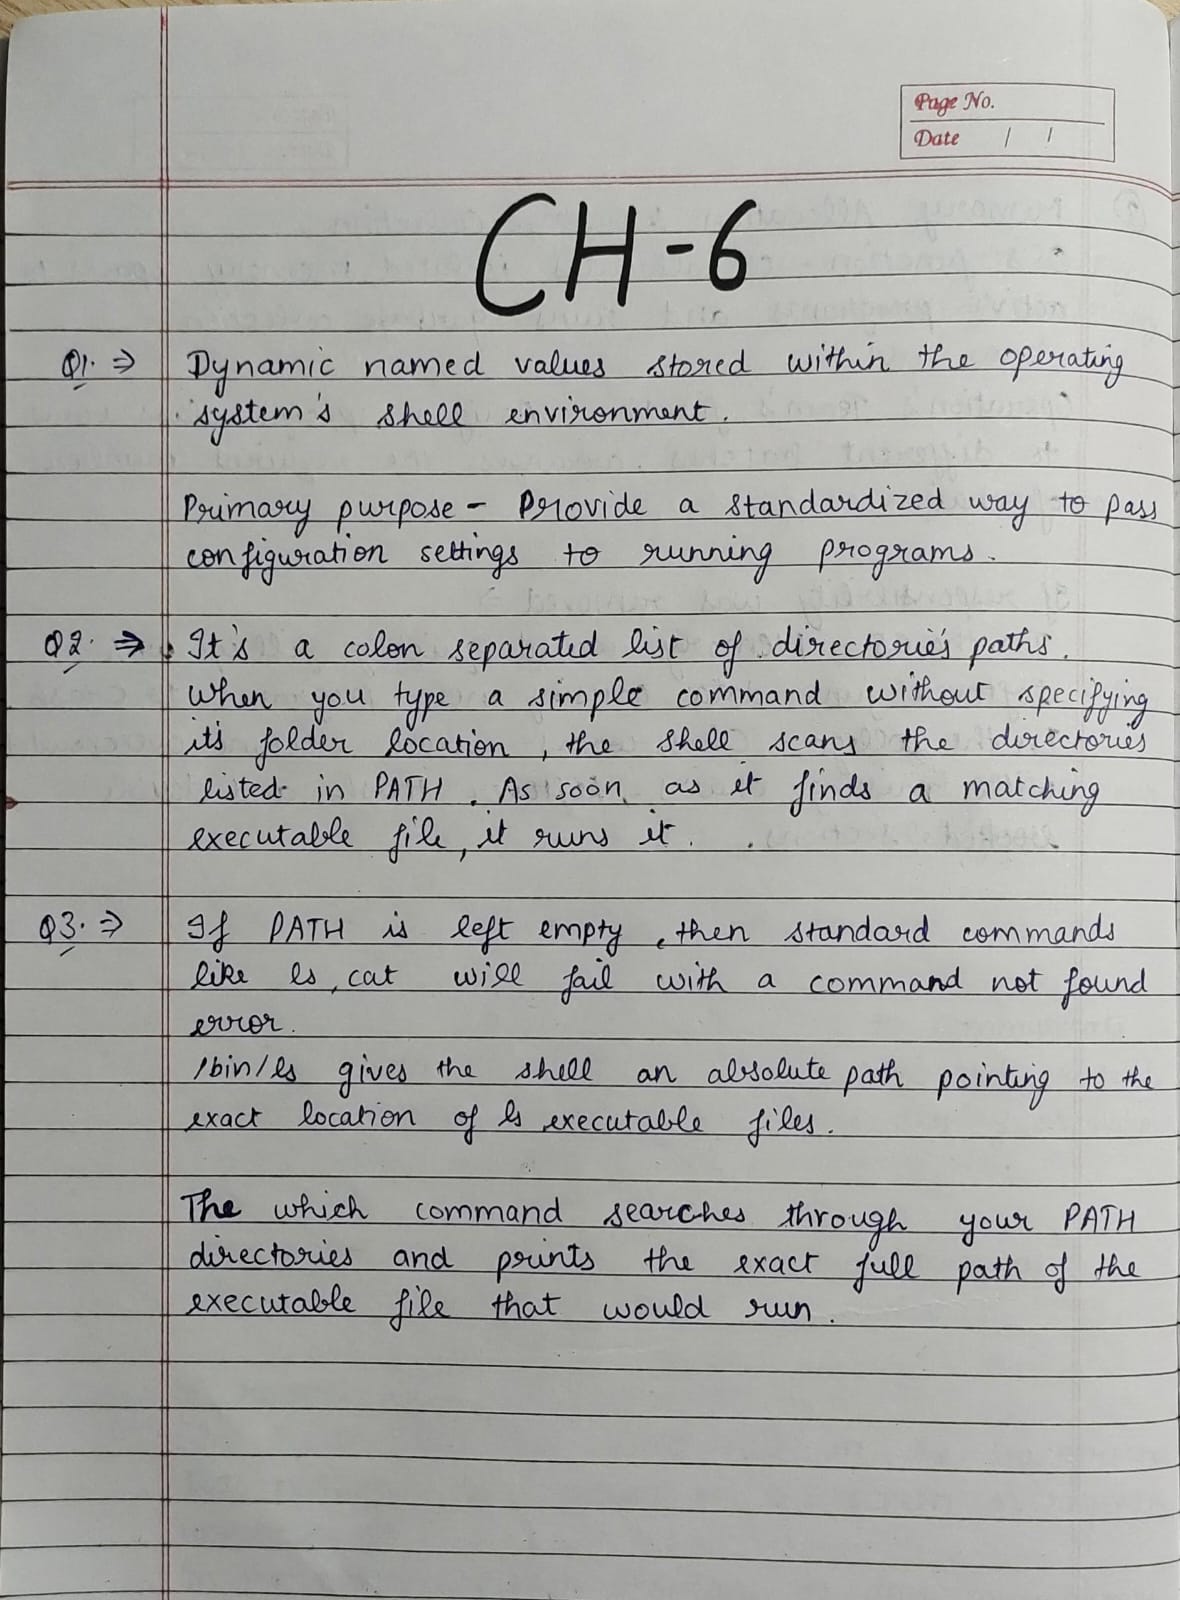 Page No.
Date / /
CH-6
Q1. ⇒ Dynamic named values stored within the operating
system's shell environment.
Primary purpose - Provide a standardized way to pass
configuration settings to running programs.
Q2. ⇒ It's a colon separated list of directorie's paths.
When you type a simple command without specifying
it's folder location, the shell scans the directories
listed in PATH. As soon as it finds a matching
executable file, it runs it.
Q3. ⇒ If PATH is left empty, then standard commands
like ls, cat will fail with a command not found
error.
/bin/ls gives the shell an absolute path pointing to the
exact location of ls executable files.
The which command searches through your PATH
directories and prints the exact full path of the
executable file that would run.